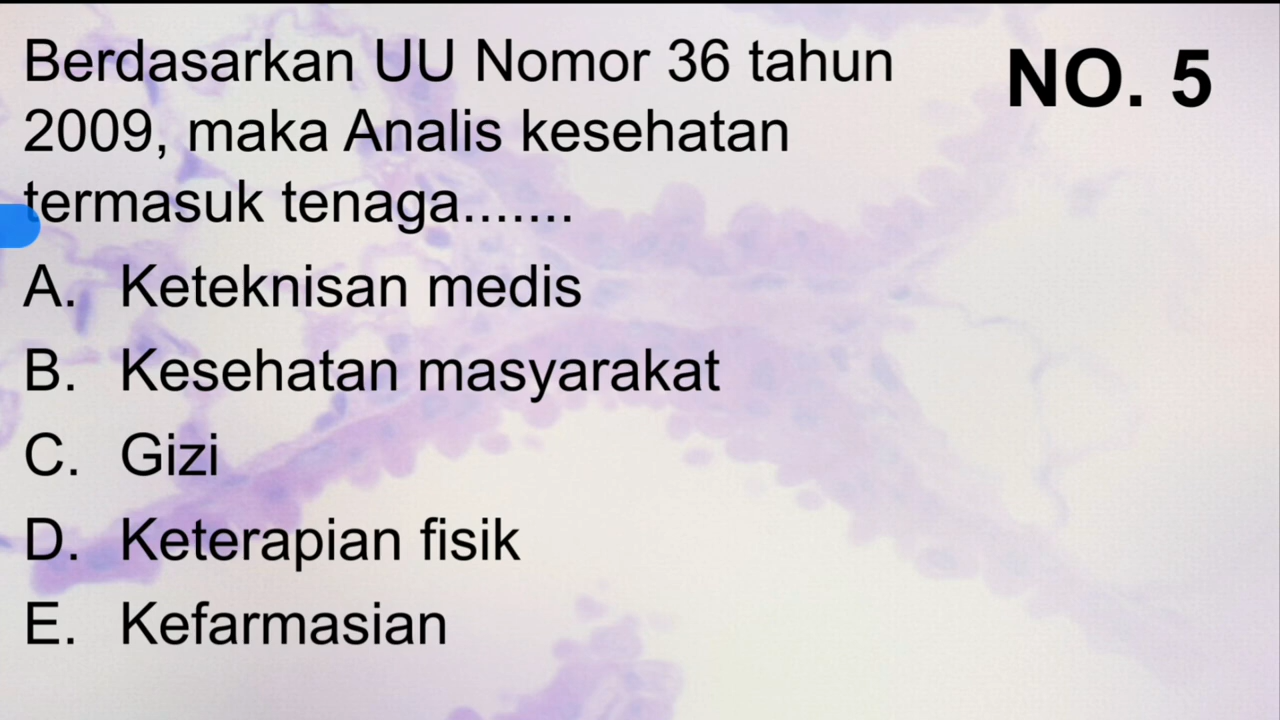 Berdasarkan UU Nomor 36 tahun
2009, maka Analis kesehatan
termasuk tenaga.......
NO. 5
A. Keteknisan medis
B. Kesehatan masyarakat
C. Gizi
D. Keterapian fisik
E. Kefarmasian